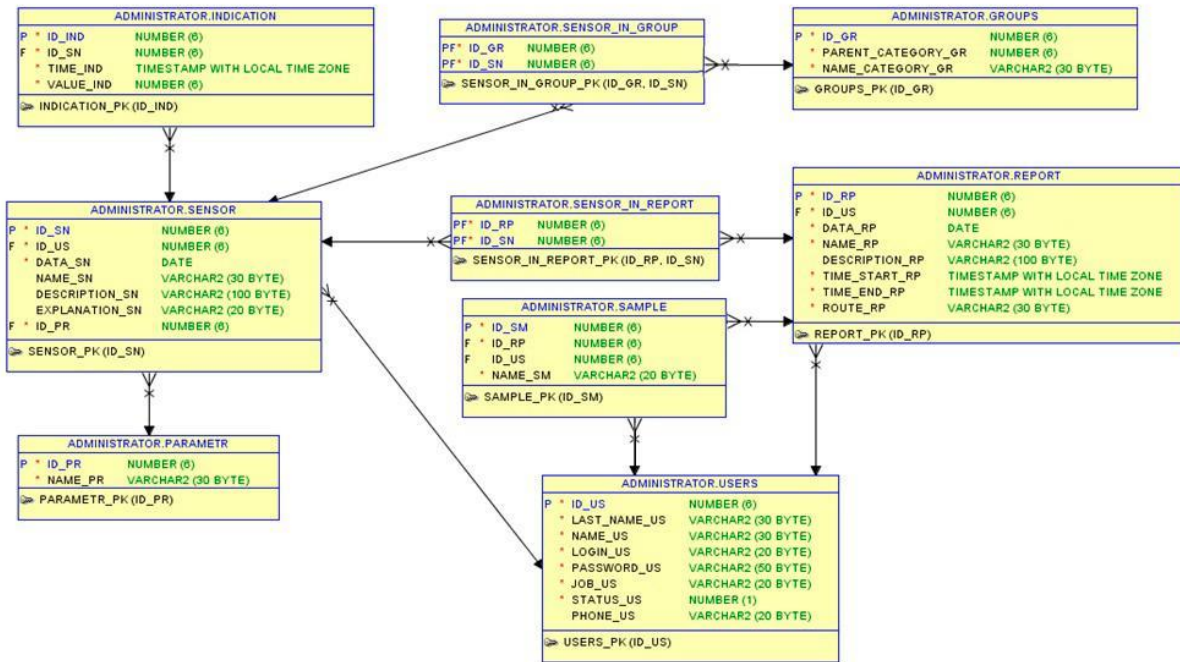 ADMINISTRATOR.INDICATION
P * ID_IND NUMBER (6)
F * ID_SN NUMBER (6)
* TIME_IND TIMESTAMP WITH LOCAL TIME ZONE
* VALUE_IND NUMBER (6)
INDICATION_PK (ID_IND)
ADMINISTRATOR.SENSOR_IN_GROUP
PF* ID_GR NUMBER (6)
PF* ID_SN NUMBER (6)
SENSOR_IN_GROUP_PK (ID_GR, ID_SN)
ADMINISTRATOR.GROUPS
P * ID_GR NUMBER (6)
* PARENT_CATEGORY_GR NUMBER (6)
* NAME_CATEGORY_GR VARCHAR2 (30 BYTE)
GROUPS_PK (ID_GR)
ADMINISTRATOR.SENSOR
P * ID_SN NUMBER (6)
F * ID_US NUMBER (6)
* DATA_SN DATE
NAME_SN VARCHAR2 (30 BYTE)
DESCRIPTION_SN VARCHAR2 (100 BYTE)
EXPLANATION_SN VARCHAR2 (20 BYTE)
F * ID_PR NUMBER (6)
SENSOR_PK (ID_SN)
ADMINISTRATOR.SENSOR_IN_REPORT
PF* ID_RP NUMBER (6)
PF* ID_SN NUMBER (6)
SENSOR_IN_REPORT_PK (ID_RP, ID_SN)
ADMINISTRATOR.REPORT
P * ID_RP NUMBER (6)
F * ID_US NUMBER (6)
* DATA_RP DATE
* NAME_RP VARCHAR2 (30 BYTE)
DESCRIPTION_RP VARCHAR2 (100 BYTE)
* TIME_START_RP TIMESTAMP WITH LOCAL TIME ZONE
* TIME_END_RP TIMESTAMP WITH LOCAL TIME ZONE
* ROUTE_RP VARCHAR2 (30 BYTE)
REPORT_PK (ID_RP)
ADMINISTRATOR.SAMPLE
P * ID_SM NUMBER (6)
F * ID_RP NUMBER (6)
F ID_US NUMBER (6)
* NAME_SM VARCHAR2 (20 BYTE)
SAMPLE_PK (ID_SM)
ADMINISTRATOR.PARAMETR
P * ID_PR NUMBER (6)
* NAME_PR VARCHAR2 (30 BYTE)
PARAMETR_PK (ID_PR)
ADMINISTRATOR.USERS
P * ID_US NUMBER (6)
* LAST_NAME_US VARCHAR2 (30 BYTE)
* NAME_US VARCHAR2 (30 BYTE)
* LOGIN_US VARCHAR2 (20 BYTE)
* PASSWORD_US VARCHAR2 (50 BYTE)
* JOB_US VARCHAR2 (20 BYTE)
* STATUS_US NUMBER (1)
PHONE_US VARCHAR2 (20 BYTE)
USERS_PK (ID_US)